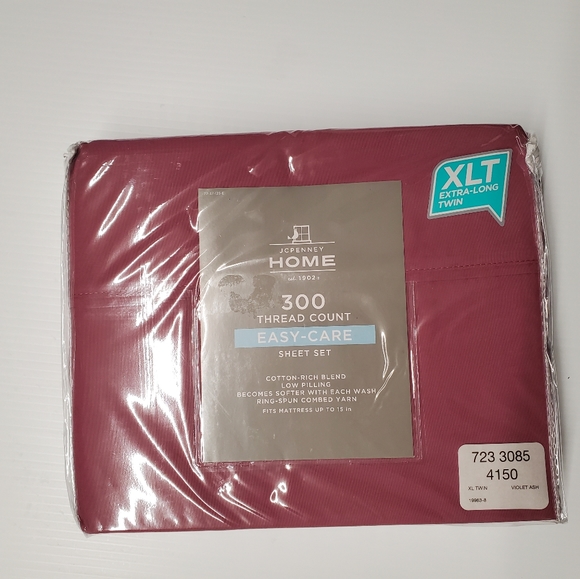 XLT
EXTRA-LONG
TWIN
JCPENNEY
HOME
est. 1902
300
THREAD COUNT
EASY-CARE
SHEET SET
COTTON-RICH BLEND
LOW PILLING
BECOMES SOFTER WITH EACH WASH
RING-SPUN COMBED YARN
FITS MATTRESS UP TO 15 in
723 3085
4150
XL TWIN VIOLET ASH